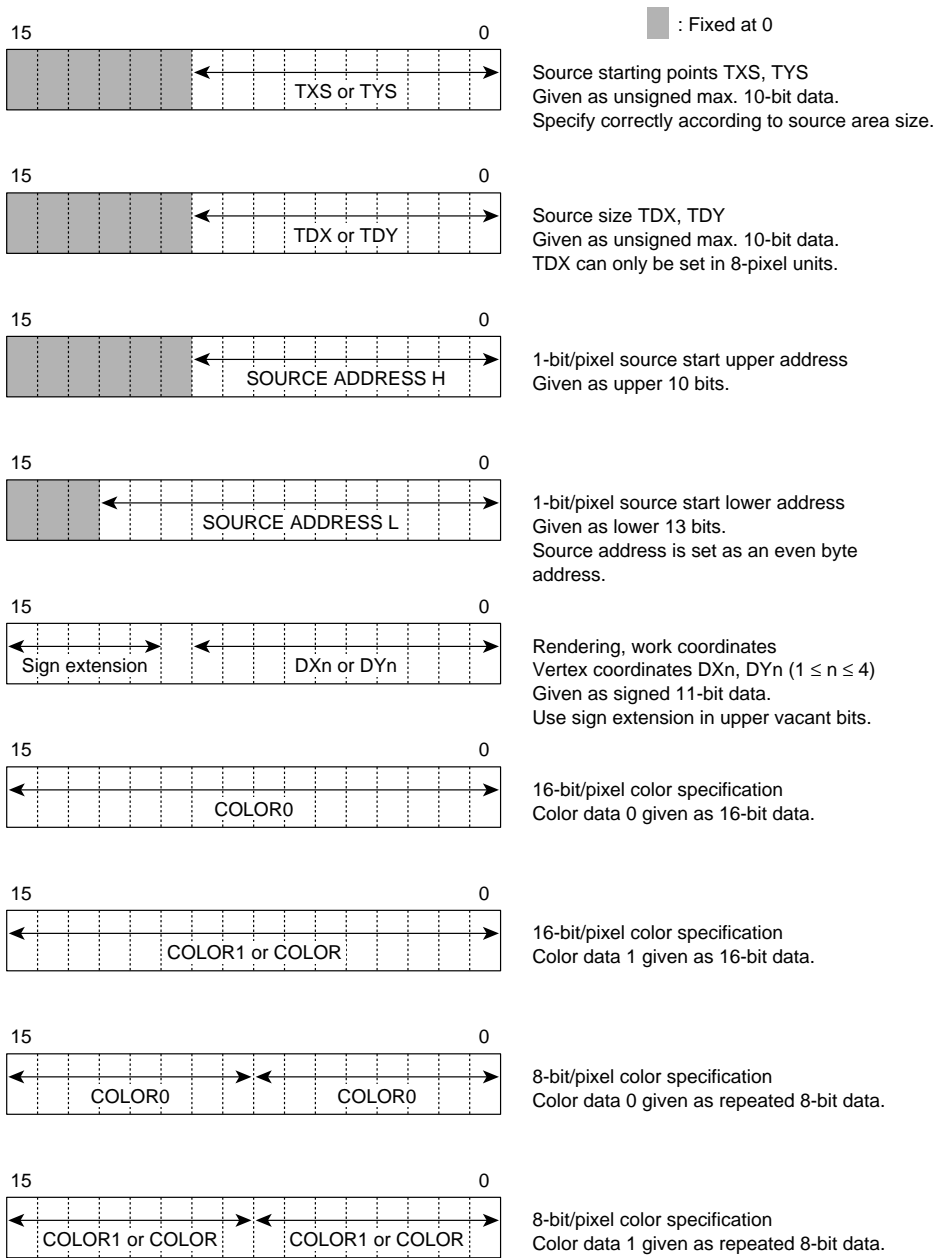 : Fixed at 0
15 0
TXS or TYS
Source starting points TXS, TYS
Given as unsigned max. 10-bit data.
Specify correctly according to source area size.
15 0
TDX or TDY
Source size TDX, TDY
Given as unsigned max. 10-bit data.
TDX can only be set in 8-pixel units.
15 0
SOURCE ADDRESS H
1-bit/pixel source start upper address
Given as upper 10 bits.
15 0
SOURCE ADDRESS L
1-bit/pixel source start lower address
Given as lower 13 bits.
Source address is set as an even byte
address.
15 0
Sign extension DXn or DYn
Rendering, work coordinates
Vertex coordinates DXn, DYn (1 ≤ n ≤ 4)
Given as signed 11-bit data.
Use sign extension in upper vacant bits.
15 0
COLOR0
16-bit/pixel color specification
Color data 0 given as 16-bit data.
15 0
COLOR1 or COLOR
16-bit/pixel color specification
Color data 1 given as 16-bit data.
15 0
COLOR0 COLOR0
8-bit/pixel color specification
Color data 0 given as repeated 8-bit data.
15 0
COLOR1 or COLOR COLOR1 or COLOR
8-bit/pixel color specification
Color data 1 given as repeated 8-bit data.